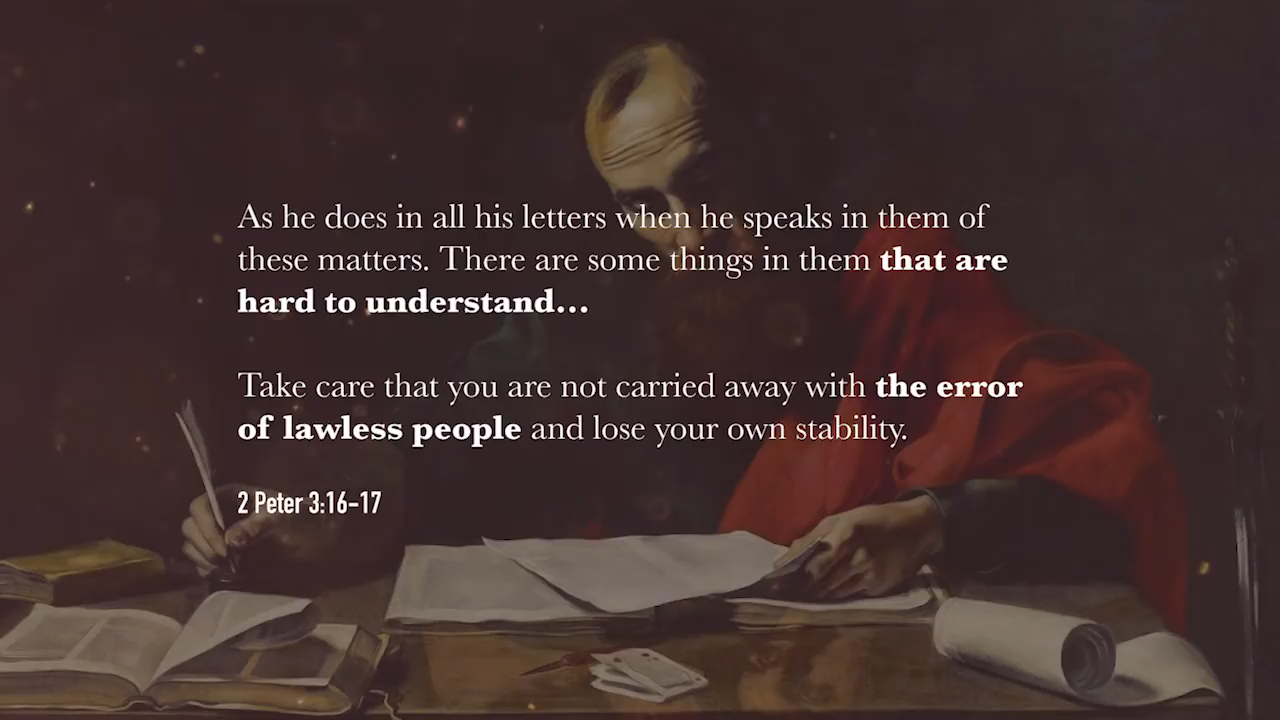 As he does in all his letters when he speaks in them of
these matters. There are some things in them that are
hard to understand...
Take care that you are not carried away with the error
of lawless people and lose your own stability.
2 Peter 3:16-17